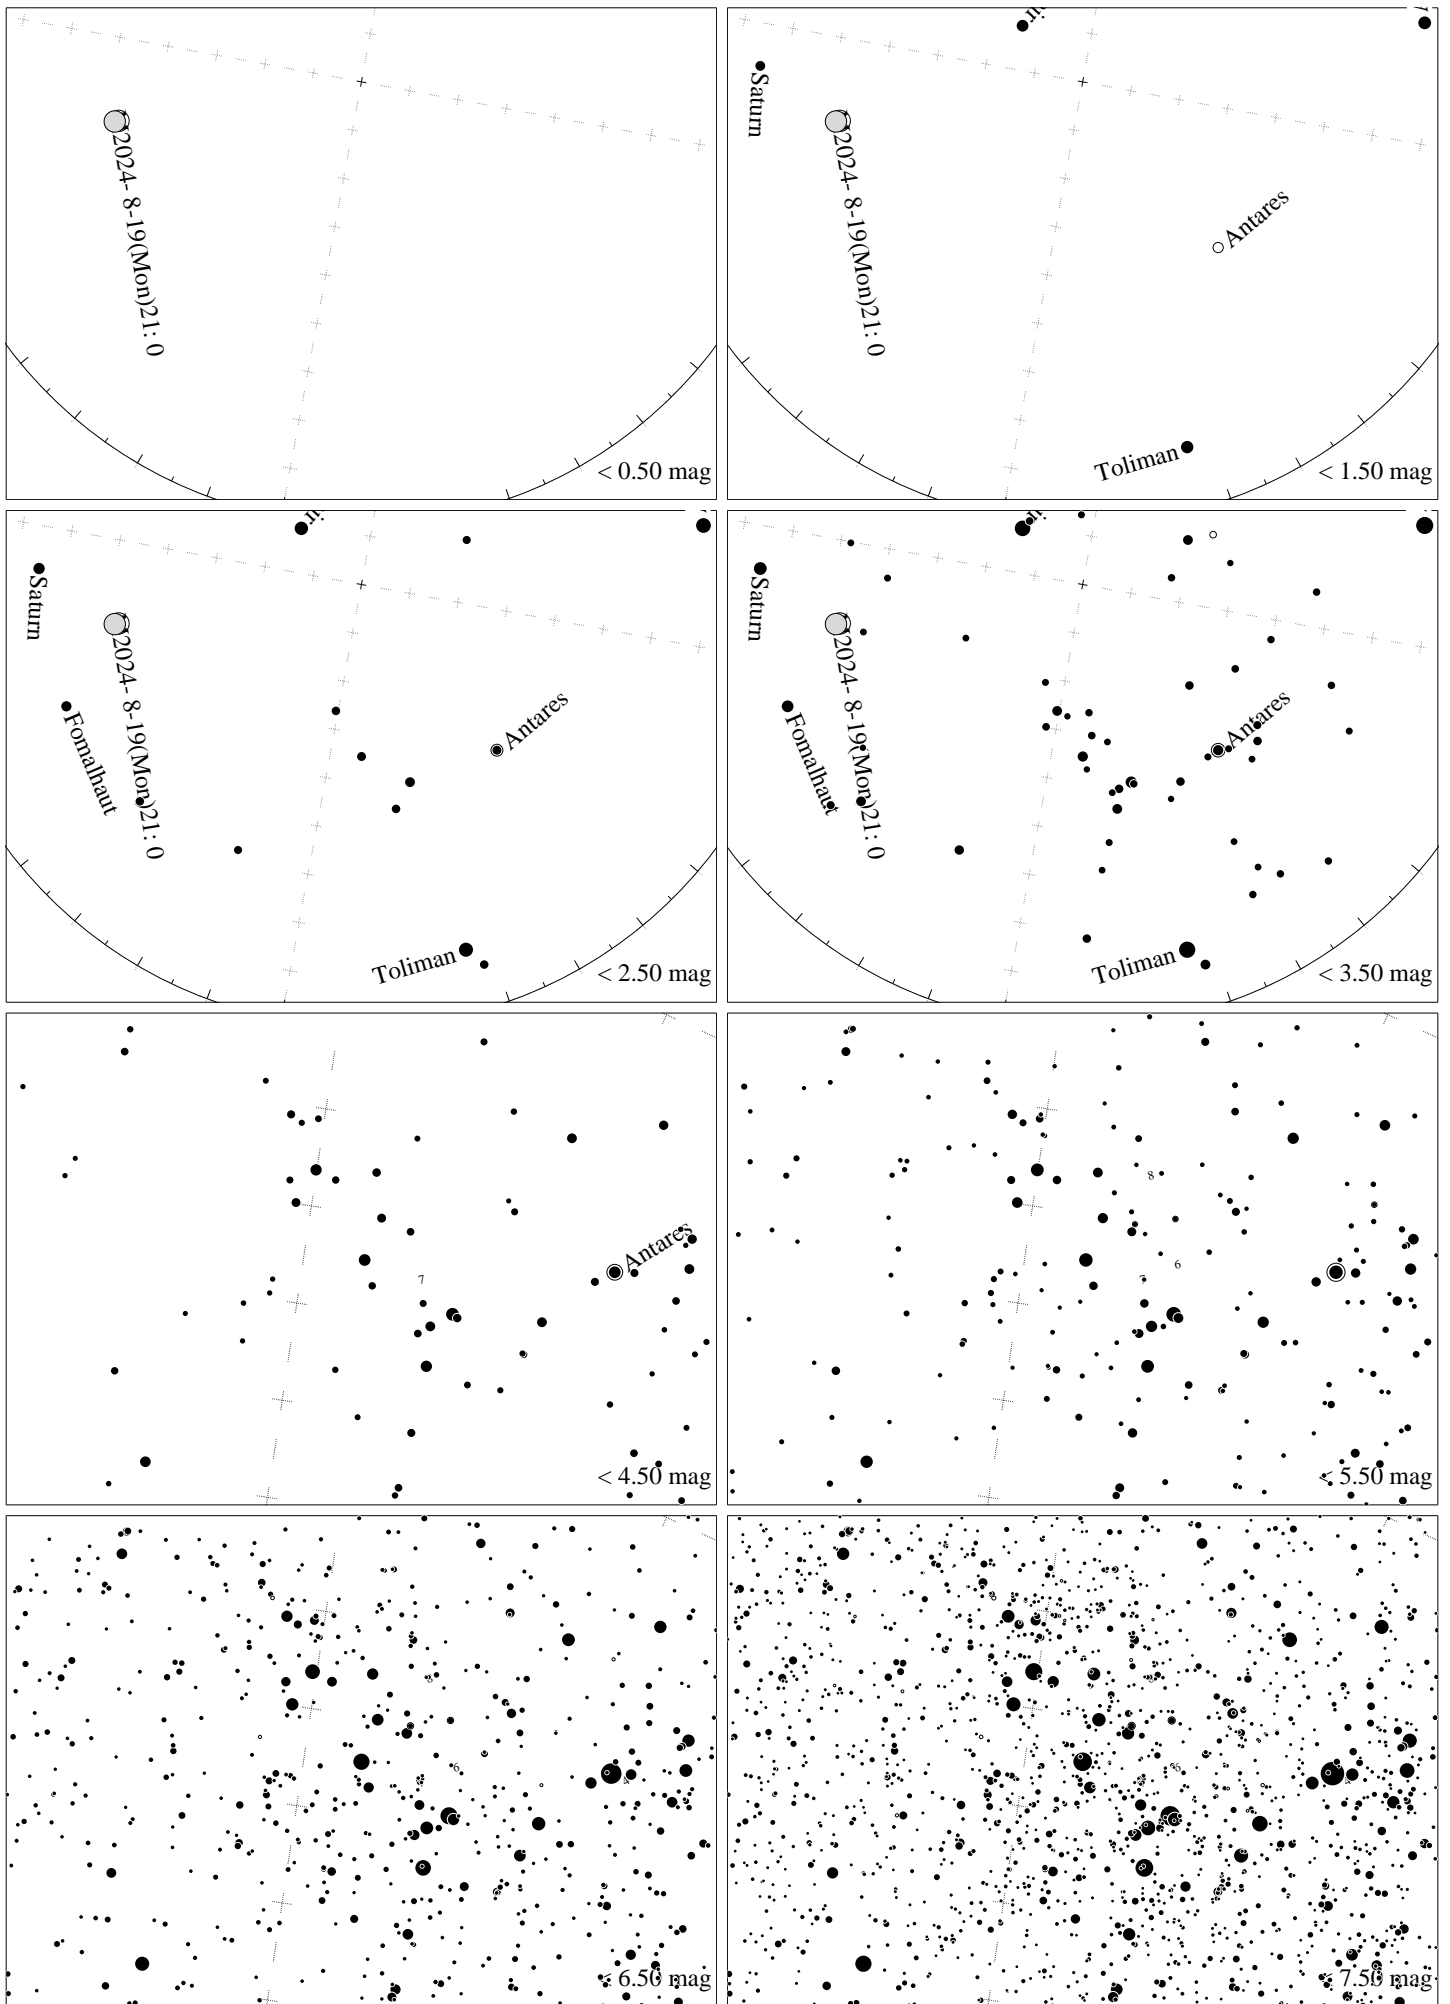 2024- 8-19(Mon)21: 0
< 0.50 mag
Saturn
2024- 8-19(Mon)21: 0
Antares
Toliman
< 1.50 mag
Saturn
2024- 8-19(Mon)21: 0
Fomalhaut
Antares
Toliman
< 2.50 mag
Saturn
2024- 8-19(Mon)21: 0
Fomalhaut
Antares
Toliman
< 3.50 mag
Antares
7
< 4.50 mag
8
6
7
< 5.50 mag
8
6
< 6.50 mag
6
< 7.50 mag